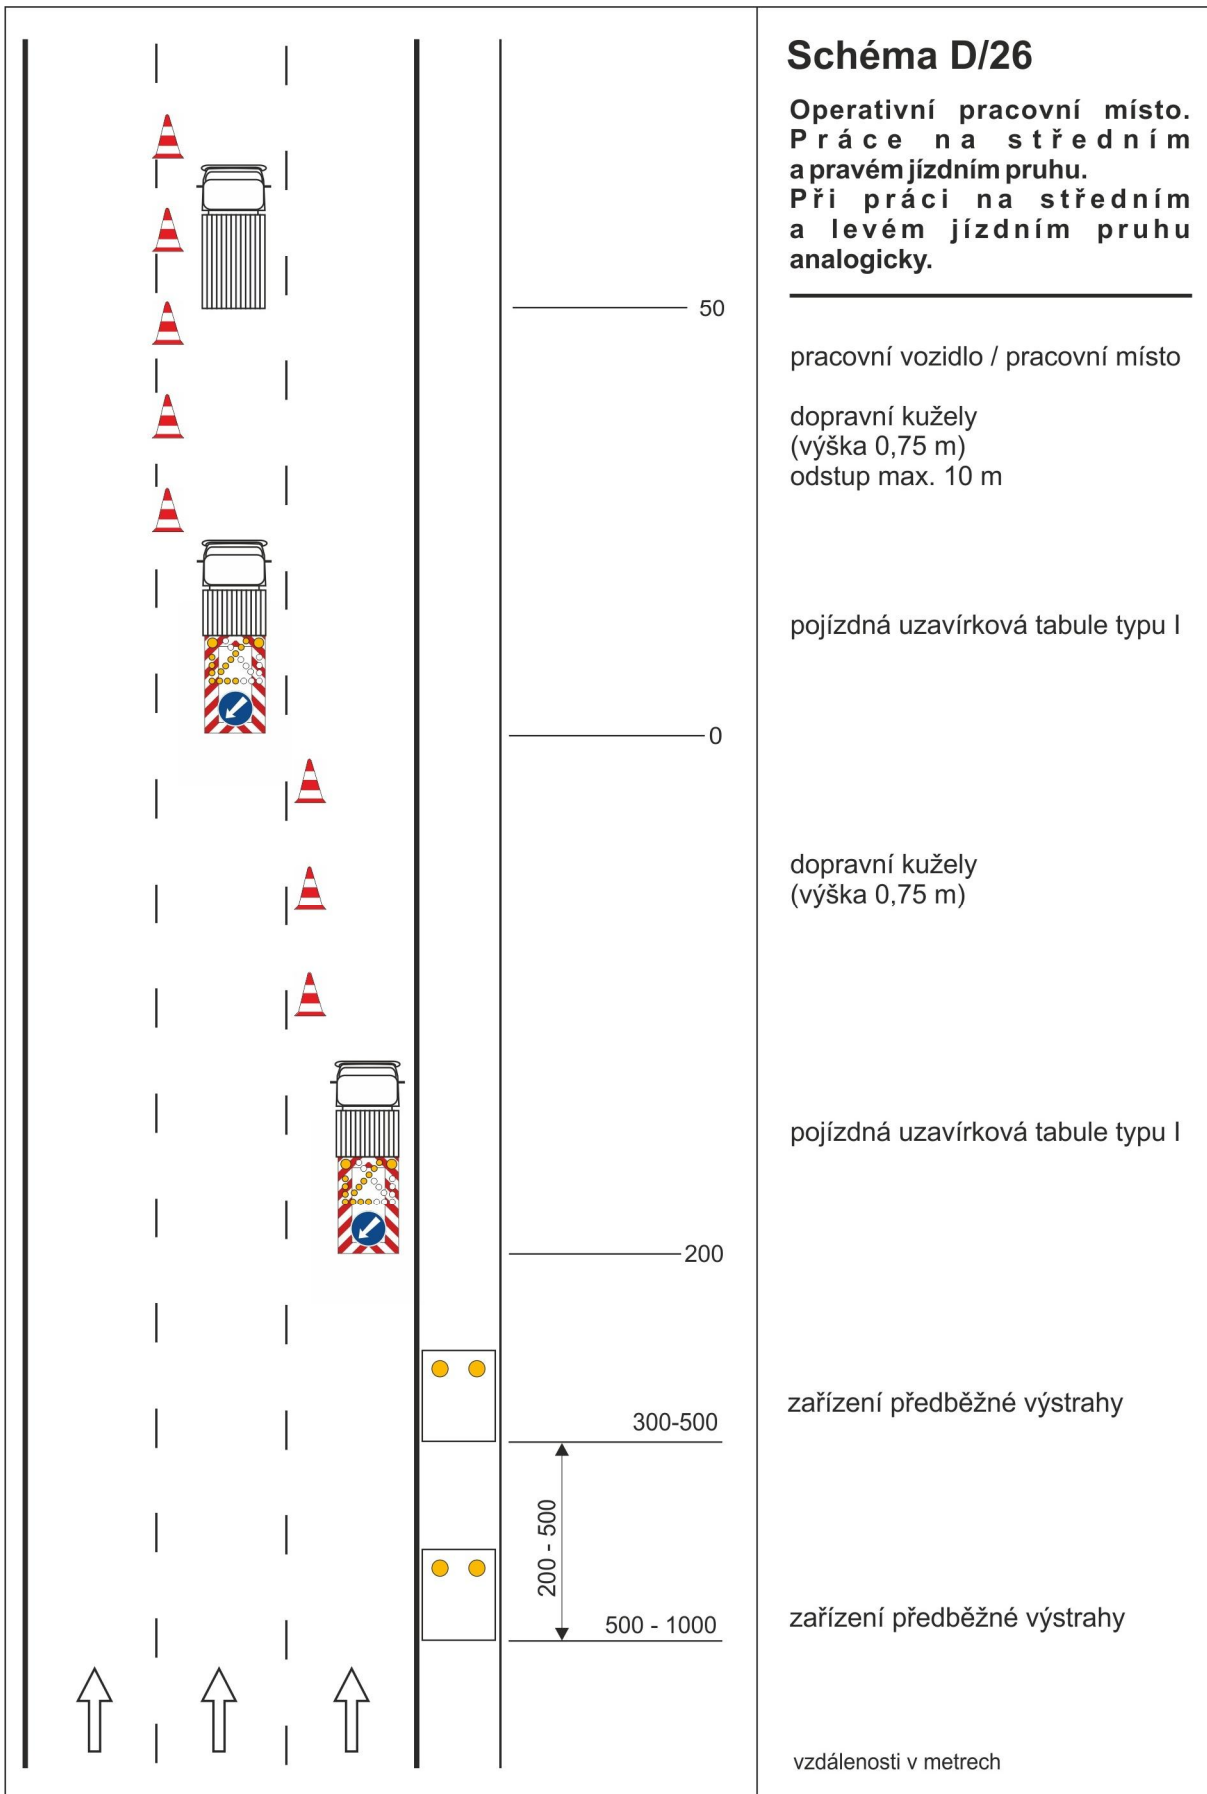 Schéma D/26
Operativní pracovní místo.
Práce na středním
a pravém jízdním pruhu.
Při práci na středním
a levém jízdním pruhu
analogicky.
50
pracovní vozidlo / pracovní místo
dopravní kužely
(výška 0,75 m)
odstup max. 10 m
pojízdná uzavírková tabule typu I
0
dopravní kužely
(výška 0,75 m)
pojízdná uzavírková tabule typu I
200
zařízení předběžné výstrahy
300-500
200 - 500
500 - 1000
zařízení předběžné výstrahy
vzdálenosti v metrech